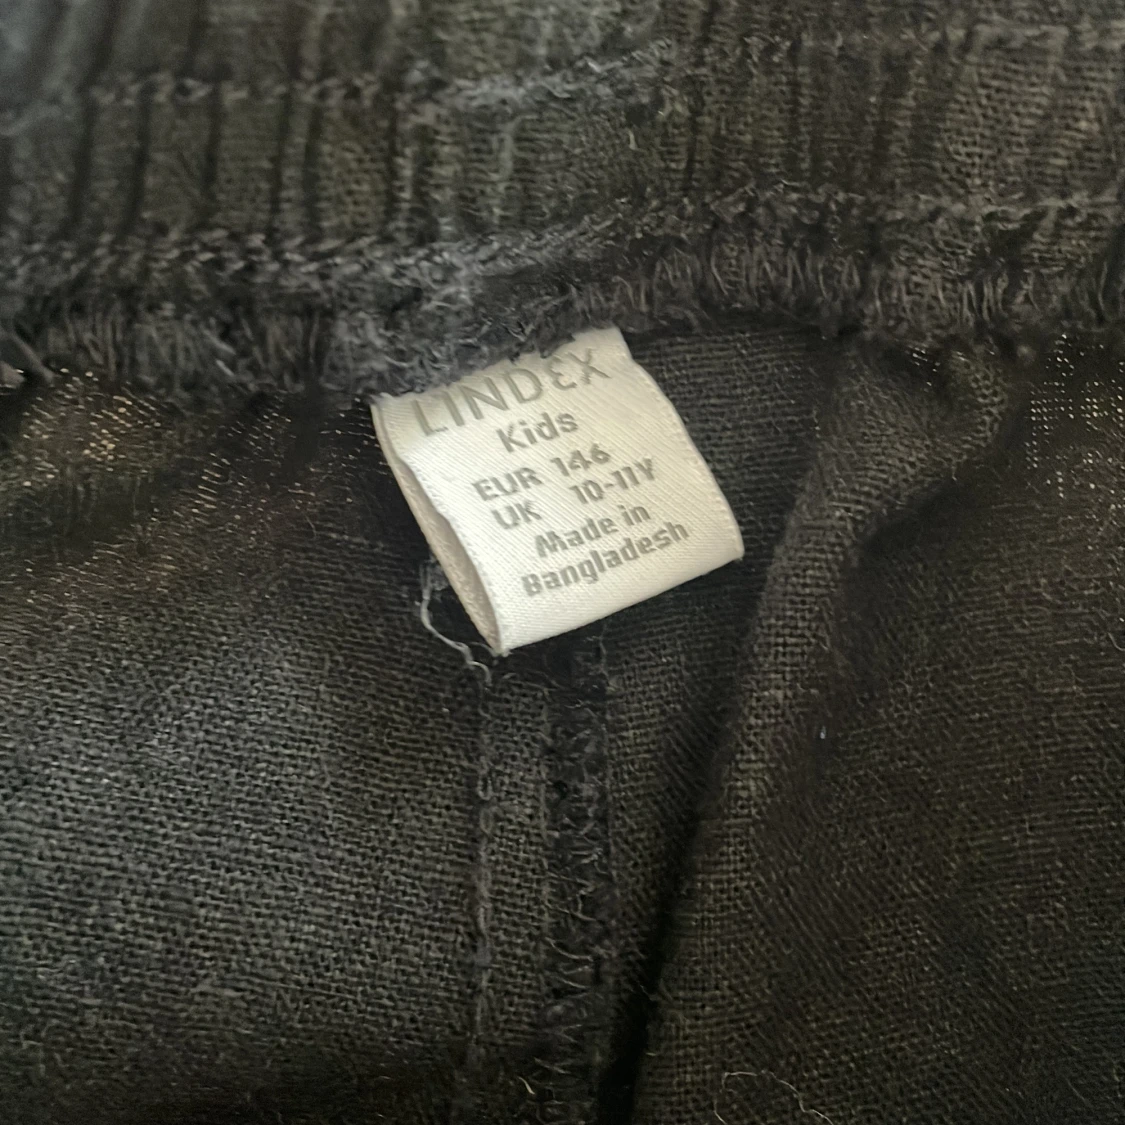 LINDEX
Kids
EUR 146
UK 10-11Y
Made in
Bangladesh